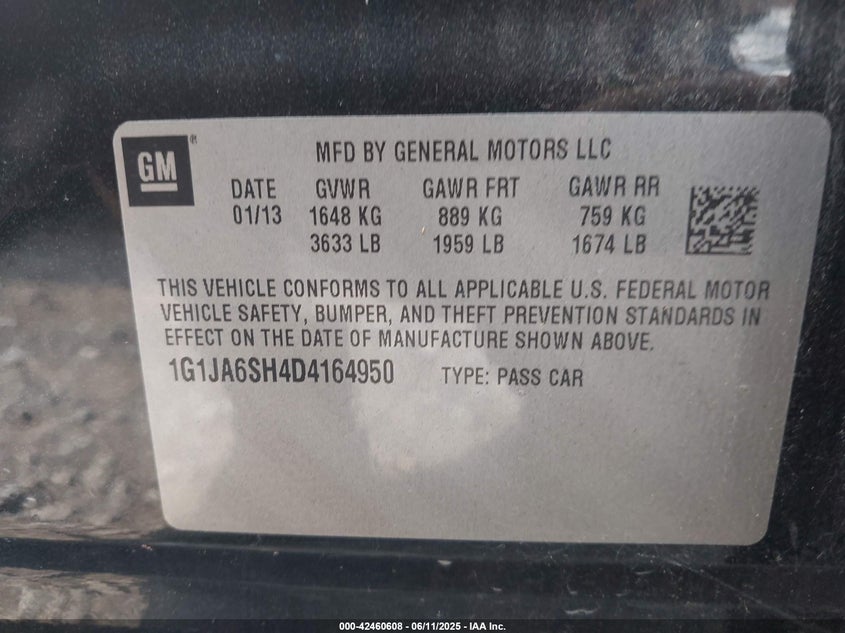 GM
MFD BY GENERAL MOTORS LLC
DATE GVWR GAWR FRT GAWR RR
01/13 1648 KG 889 KG 759 KG
3633 LB 1959 LB 1674 LB
THIS VEHICLE CONFORMS TO ALL APPLICABLE U.S. FEDERAL MOTOR
VEHICLE SAFETY, BUMPER, AND THEFT PREVENTION STANDARDS IN
EFFECT ON THE DATE OF MANUFACTURE SHOWN ABOVE.
1G1JA6SH4D4164950 TYPE: PASS CAR
000-42460608 - 06/11/2025 - IAA Inc.